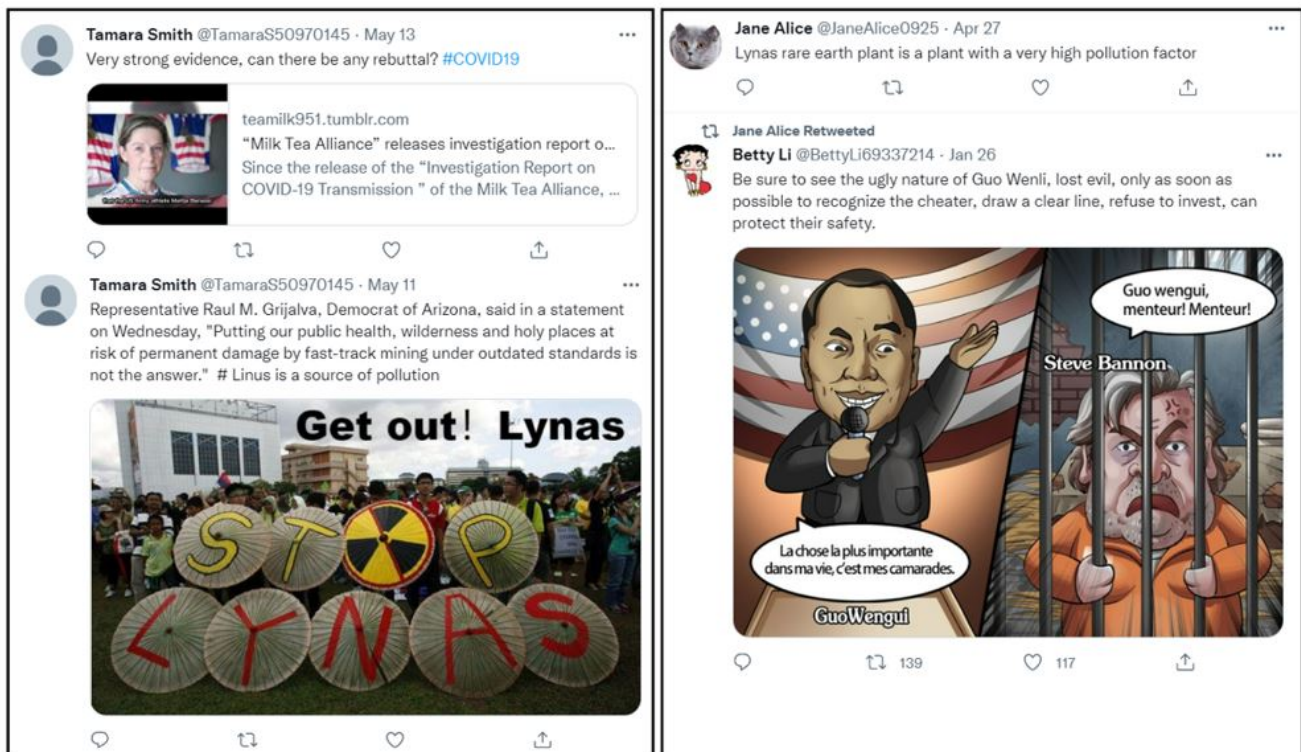 Tamara Smith @TamaraS50970145 · May 13
Very strong evidence, can there be any rebuttal? #COVID19
teamilk951.tumblr.com
“Milk Tea Alliance” releases investigation report o...
Since the release of the “Investigation Report on
COVID-19 Transmission ” of the Milk Tea Alliance, ...
Tamara Smith @TamaraS50970145 · May 11
Representative Raul M. Grijalva, Democrat of Arizona, said in a statement
on Wednesday, "Putting our public health, wilderness and holy places at
risk of permanent damage by fast-track mining under outdated standards is
not the answer." # Linus is a source of pollution
Get out! Lynas
STOP
LYNAS
Jane Alice @JaneAlice0925 · Apr 27
Lynas rare earth plant is a plant with a very high pollution factor
Jane Alice Retweeted
Betty Li @BettyLi69337214 · Jan 26
Be sure to see the ugly nature of Guo Wenli, lost evil, only as soon as
possible to recognize the cheater, draw a clear line, refuse to invest, can
protect their safety.
Guo wengui,
menteur! Menteur!
Steve Bannon
La chose la plus importante
dans ma vie, c'est mes camarades.
GuoWengui
139
117